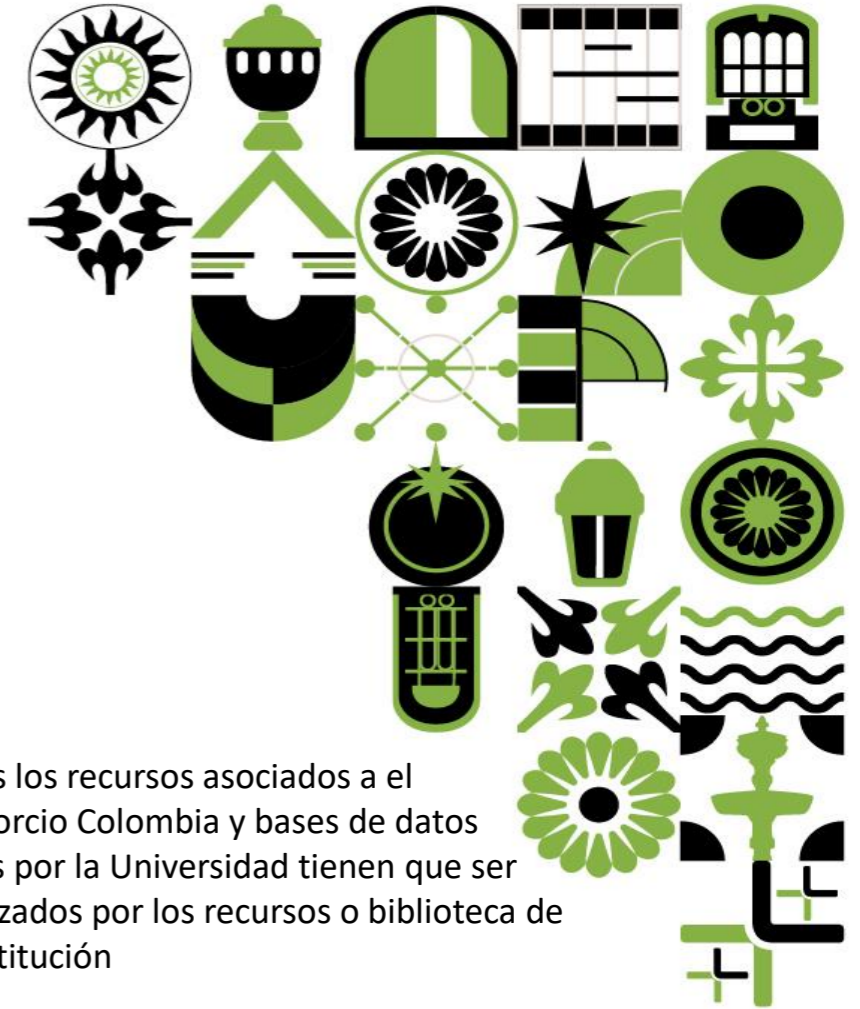 los recursos asociados a el
Colombia y bases de datos
por la Universidad tienen que ser
por los recursos o biblioteca de